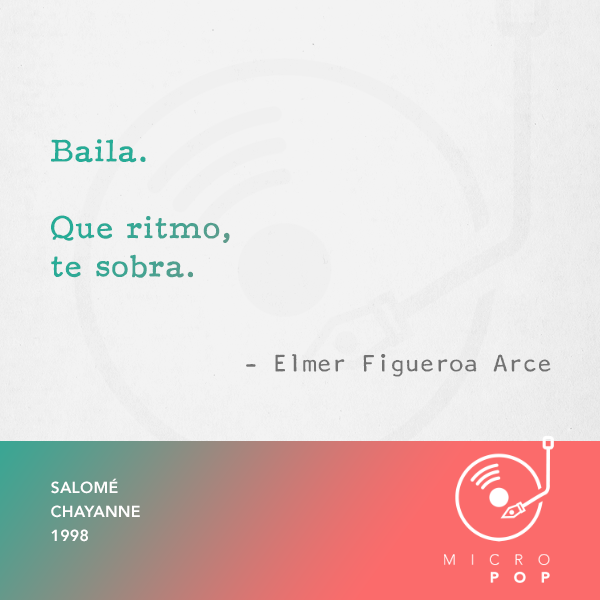 Baila.
Que ritmo,
te sobra.
- Elmer Figueroa Arce
SALOMÉ
CHAYANNE
1998
MICRO
POP